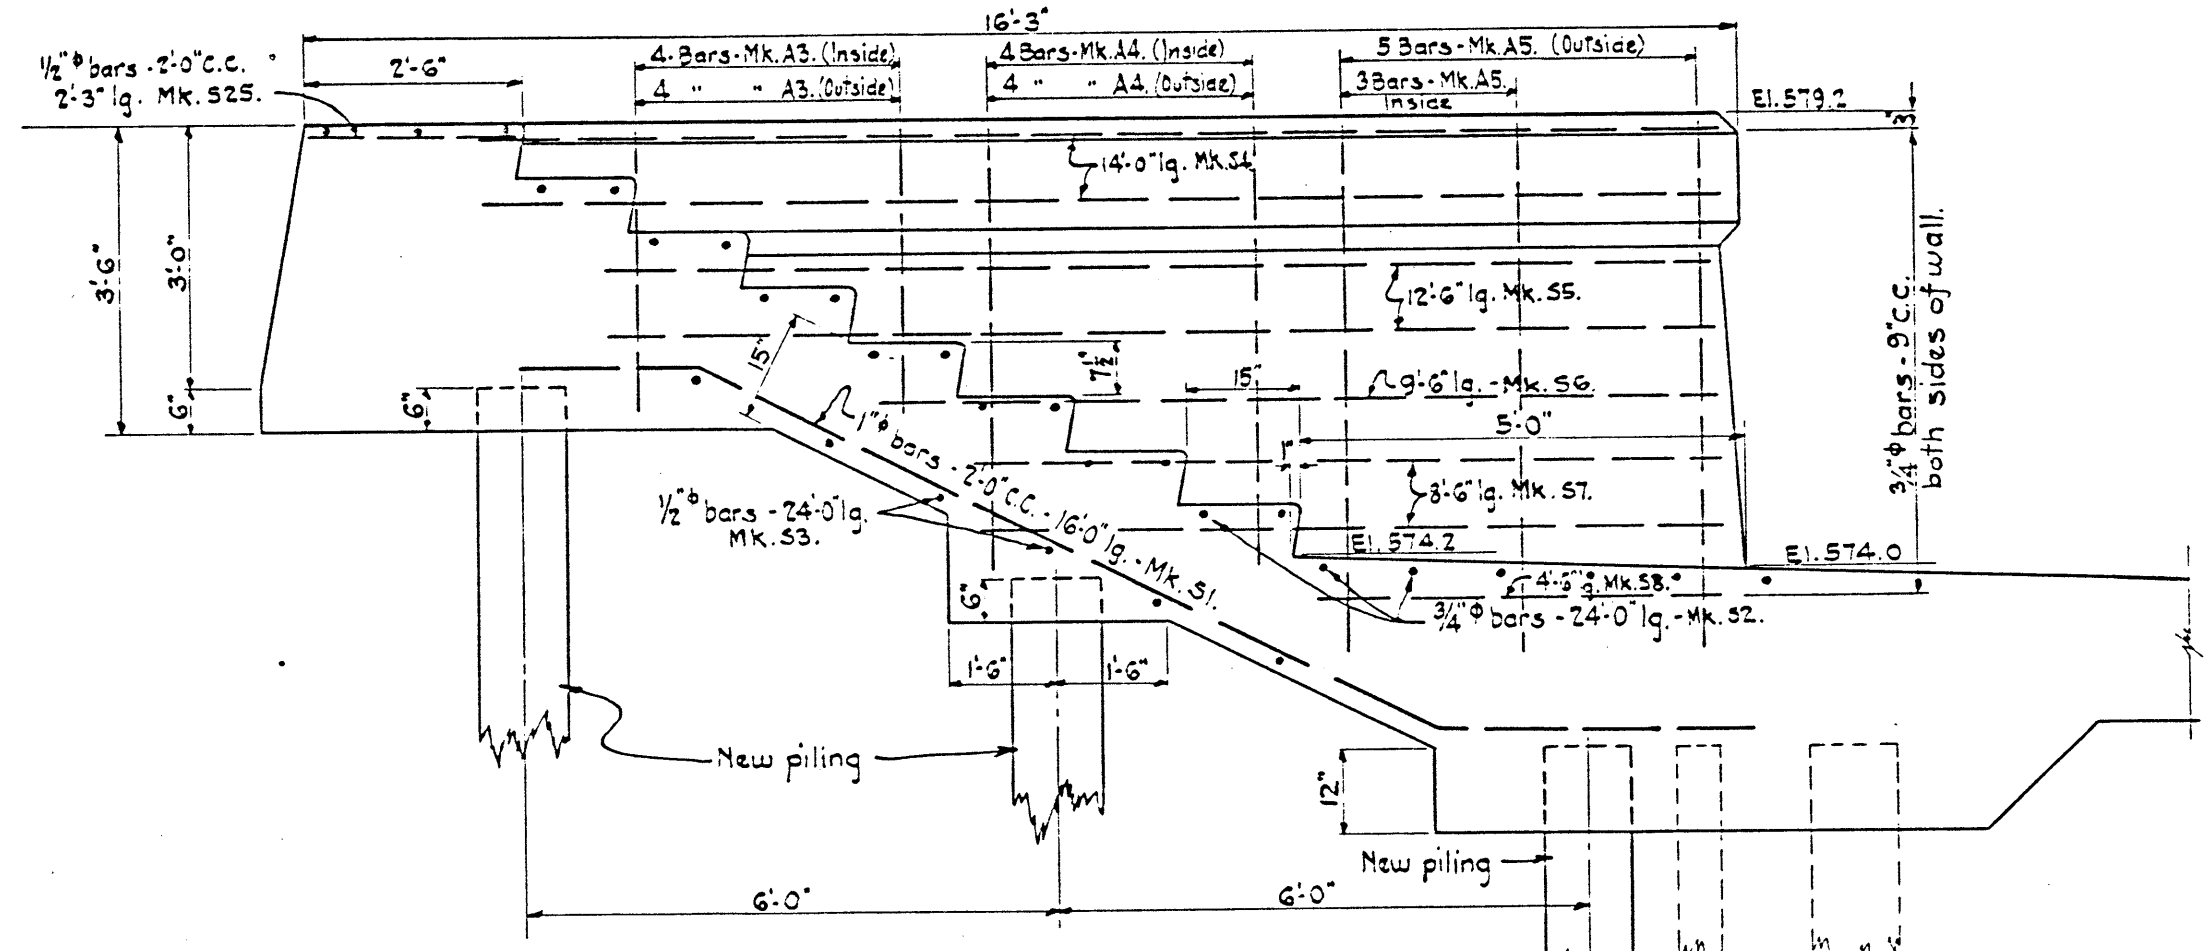 16'-3"
1/2"ϕ bars - 2'-0" C.C.
2'-3" lg. Mk. S25.
2'-6"
4-Bars-Mk.A3. (Inside)
4 " " A3. (Outside)
4 Bars-Mk.A4. (Inside)
4 " " A4. (Outside)
5 Bars-Mk.A5. (Outside)
3 Bars-Mk.A5.
Inside
El. 579.2
3"
14'-0" lg. Mk.S4.
3'-6"
3'-0"
6"
6"
15"
12'-6" lg. Mk. S5.
7 1/2"
15"
9'-6" lg. - Mk. S6.
5'-0"
1"
8'-6" lg. Mk. S7.
3/4"ϕ bars - 9" C.C.
both sides of wall.
1"ϕ bars - 2'-0" C.C. - 16'-0" lg. - Mk. S1.
1/2"ϕ bars - 24'-0" lg.
Mk. S3.
El. 574.2
El. 574.0
4'-6" lg. Mk. S8.
3/4"ϕ bars - 24'-0" lg. - Mk. S2.
6"
1'-6"
1'-6"
New piling
12"
New piling
6'-0"
6'-0"